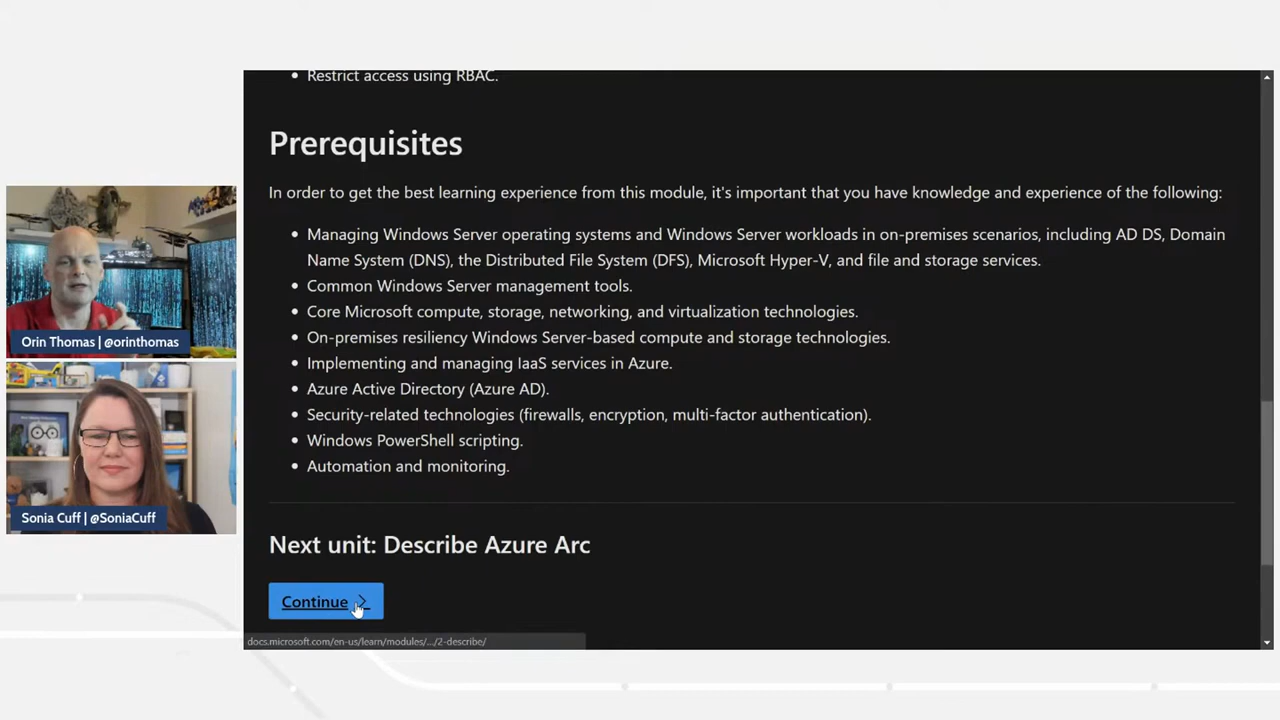 Restrict access using RBAC.
Prerequisites
In order to get the best learning experience from this module, it's important that you have knowledge and experience of the following:
Managing Windows Server operating systems and Windows Server workloads in on-premises scenarios, including AD DS, Domain
Name System (DNS), the Distributed File System (DFS), Microsoft Hyper-V, and file and storage services.
Common Windows Server management tools.
Core Microsoft compute, storage, networking, and virtualization technologies.
On-premises resiliency Windows Server-based compute and storage technologies.
Implementing and managing IaaS services in Azure.
Azure Active Directory (Azure AD).
Security-related technologies (firewalls, encryption, multi-factor authentication).
Windows PowerShell scripting.
Automation and monitoring.
Next unit: Describe Azure Arc
Continue
docs.microsoft.com/en-us/learn/modules/.../2-describe/
Orin Thomas | @orinthomas
Sonia Cuff | @SoniaCuff